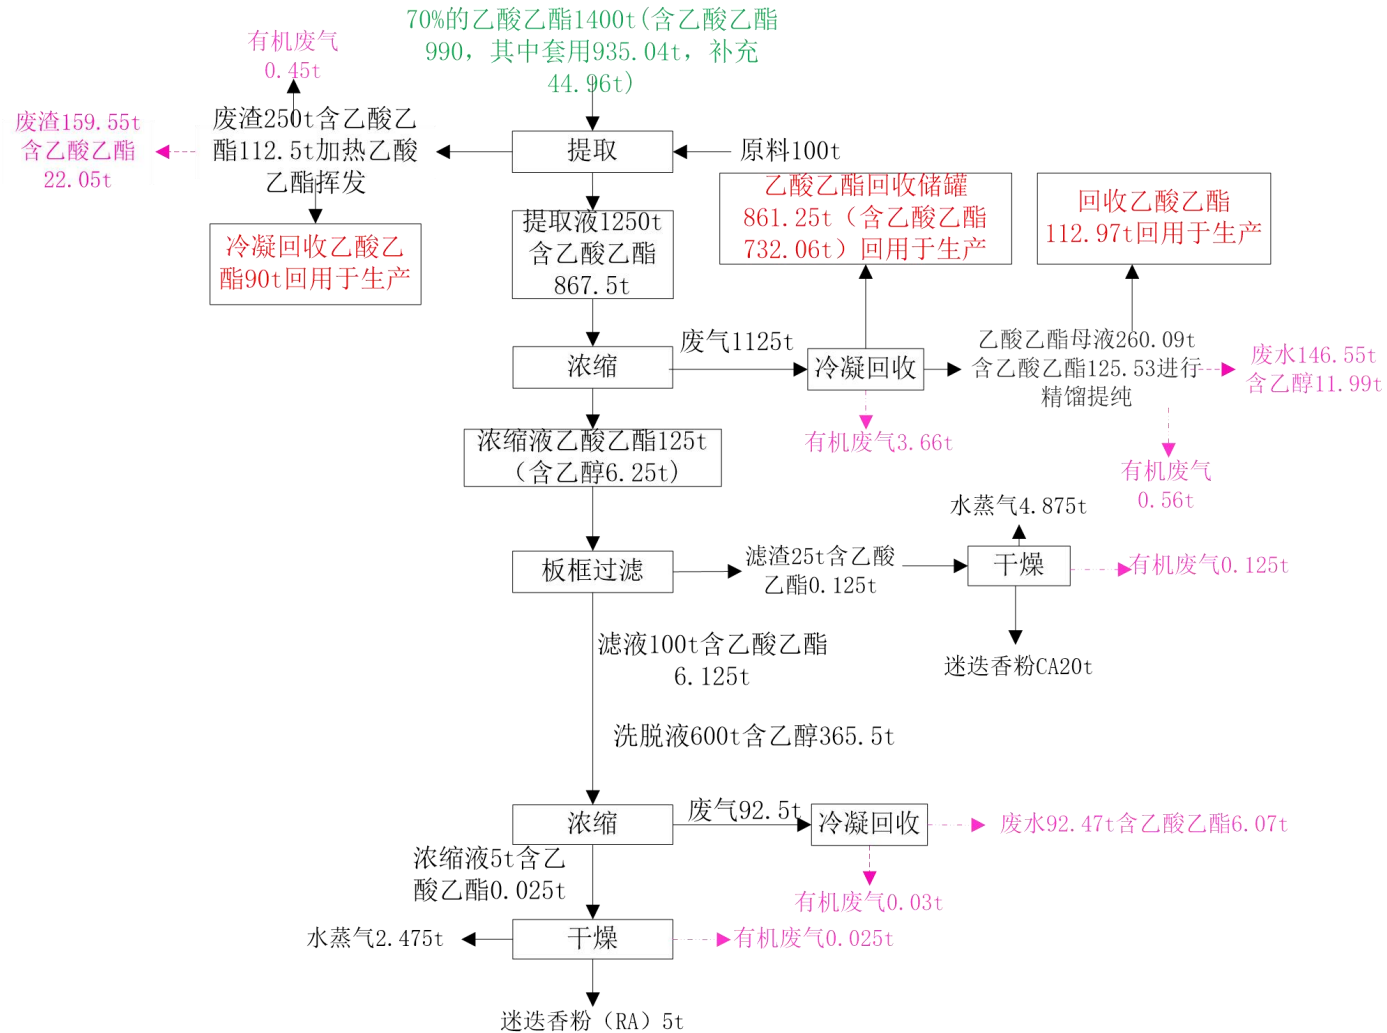 70%的乙酸乙酯1400t(含乙酸乙酯
990，其中套用935.04t，补充
44.96t)
有机废气
0.45t
废渣159.55t
含乙酸乙酯
22.05t
废渣250t含乙酸乙
酯112.5t加热乙酸
乙酯挥发
提取
原料100t
冷凝回收乙酸乙
酯90t回用于生产
提取液1250t
含乙酸乙酯
867.5t
乙酸乙酯回收储罐
861.25t（含乙酸乙酯
732.06t）回用于生产
回收乙酸乙酯
112.97t回用于生产
浓缩
废气1125t
冷凝回收
乙酸乙酯母液260.09t
含乙酸乙酯125.53进行
精馏提纯
废水146.55t
含乙醇11.99t
有机废气3.66t
有机废气
0.56t
浓缩液乙酸乙酯125t
（含乙醇6.25t)
板框过滤
滤渣25t含乙酸
乙酯0.125t
水蒸气4.875t
干燥
有机废气0.125t
迷迭香粉CA20t
滤液100t含乙酸乙酯
6.125t
洗脱液600t含乙醇365.5t
浓缩
废气92.5t
冷凝回收
废水92.47t含乙酸乙酯6.07t
有机废气0.03t
浓缩液5t含乙
酸乙酯0.025t
水蒸气2.475t
干燥
有机废气0.025t
迷迭香粉（RA）5t